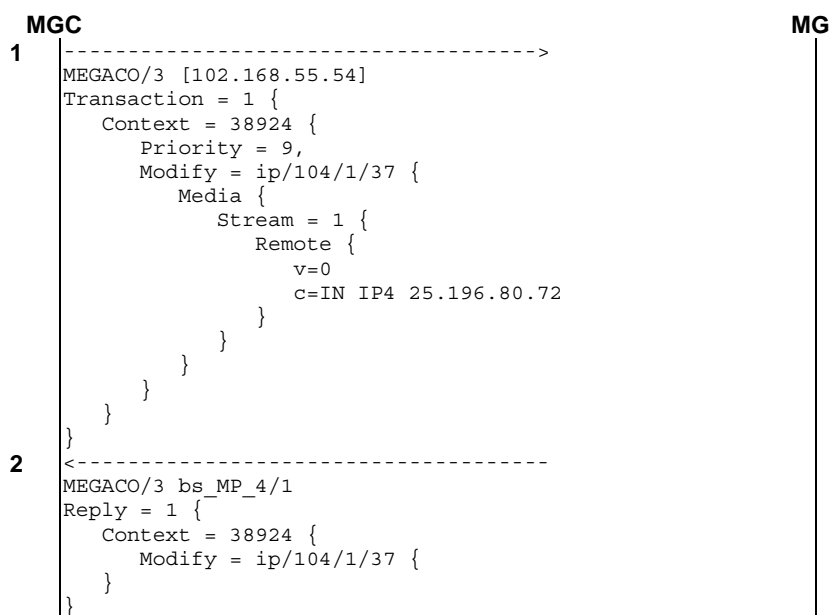 MGC MG
1 ------------------------------------->
MEGACO/3 [102.168.55.54]
Transaction = 1 {
   Context = 38924 {
      Priority = 9,
      Modify = ip/104/1/37 {
         Media {
            Stream = 1 {
               Remote {
                  v=0
                  c=IN IP4 25.196.80.72
               }
            }
         }
      }
   }
}
2 <-------------------------------------
MEGACO/3 bs_MP_4/1
Reply = 1 {
   Context = 38924 {
      Modify = ip/104/1/37 {
   }
}